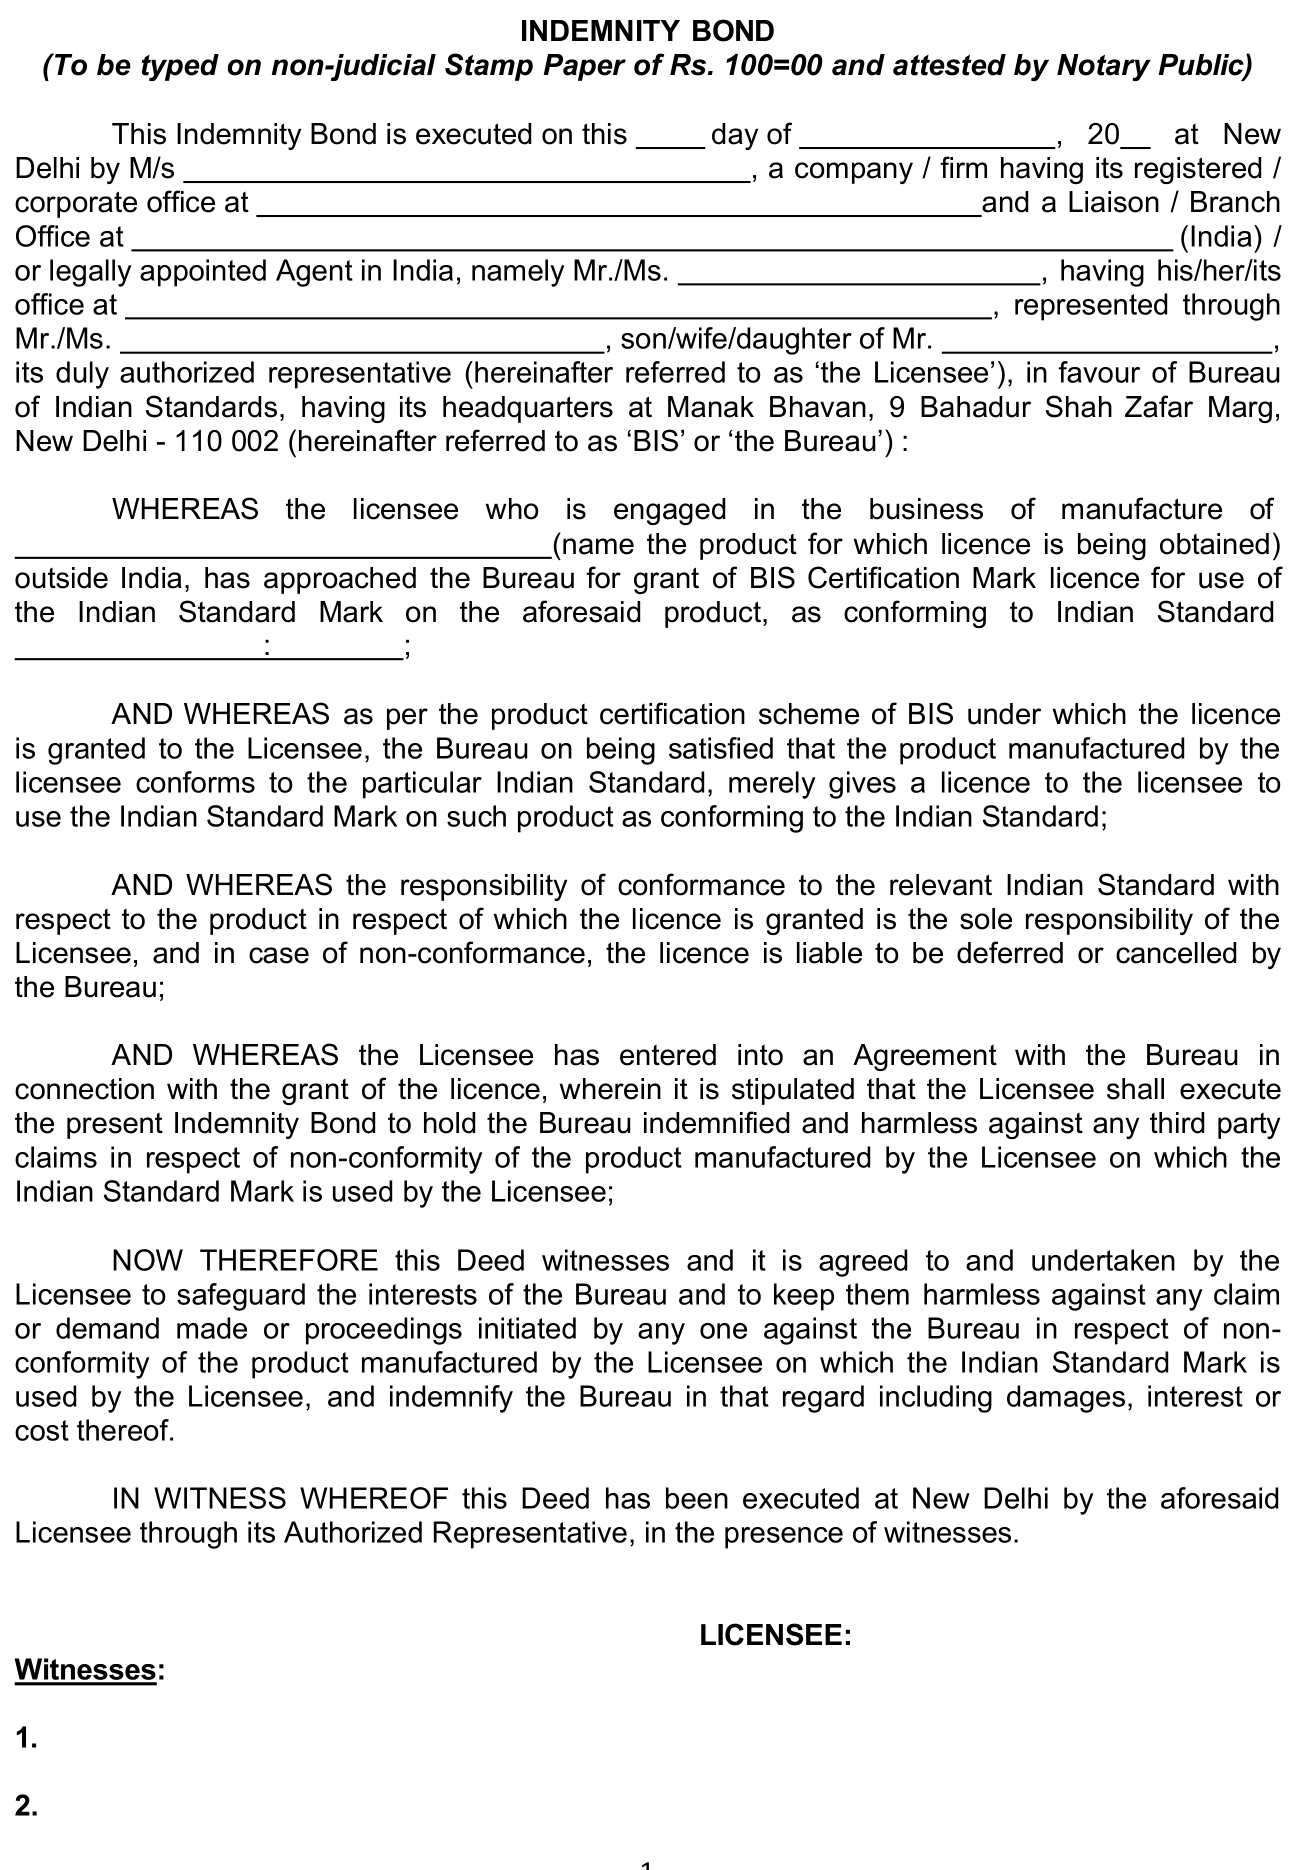 INDEMNITY BOND
(To be typed on non-judicial Stamp Paper of Rs. 100=00 and attested by Notary Public)
This Indemnity Bond is executed on this ____ day of ________________, 20__ at New
Delhi by M/s ____________________________________, a company / firm having its registered /
corporate office at ______________________________________________and a Liaison / Branch
Office at __________________________________________________________________ (India) /
or legally appointed Agent in India, namely Mr./Ms. _______________________, having his/her/its
office at _______________________________________________________, represented through
Mr./Ms. _______________________________, son/wife/daughter of Mr. _____________________,
its duly authorized representative (hereinafter referred to as ‘the Licensee’), in favour of Bureau
of Indian Standards, having its headquarters at Manak Bhavan, 9 Bahadur Shah Zafar Marg,
New Delhi - 110 002 (hereinafter referred to as ‘BIS’ or ‘the Bureau’) :
WHEREAS the licensee who is engaged in the business of manufacture of
__________________________________(name the product for which licence is being obtained)
outside India, has approached the Bureau for grant of BIS Certification Mark licence for use of
the Indian Standard Mark on the aforesaid product, as conforming to Indian Standard
________________:________;
AND WHEREAS as per the product certification scheme of BIS under which the licence
is granted to the Licensee, the Bureau on being satisfied that the product manufactured by the
licensee conforms to the particular Indian Standard, merely gives a licence to the licensee to
use the Indian Standard Mark on such product as conforming to the Indian Standard;
AND WHEREAS the responsibility of conformance to the relevant Indian Standard with
respect to the product in respect of which the licence is granted is the sole responsibility of the
Licensee, and in case of non-conformance, the licence is liable to be deferred or cancelled by
the Bureau;
AND WHEREAS the Licensee has entered into an Agreement with the Bureau in
connection with the grant of the licence, wherein it is stipulated that the Licensee shall execute
the present Indemnity Bond to hold the Bureau indemnified and harmless against any third party
claims in respect of non-conformity of the product manufactured by the Licensee on which the
Indian Standard Mark is used by the Licensee;
NOW THEREFORE this Deed witnesses and it is agreed to and undertaken by the
Licensee to safeguard the interests of the Bureau and to keep them harmless against any claim
or demand made or proceedings initiated by any one against the Bureau in respect of non-
conformity of the product manufactured by the Licensee on which the Indian Standard Mark is
used by the Licensee, and indemnify the Bureau in that regard including damages, interest or
cost thereof.
IN WITNESS WHEREOF this Deed has been executed at New Delhi by the aforesaid
Licensee through its Authorized Representative, in the presence of witnesses.
LICENSEE:
Witnesses:
1.
2.
1